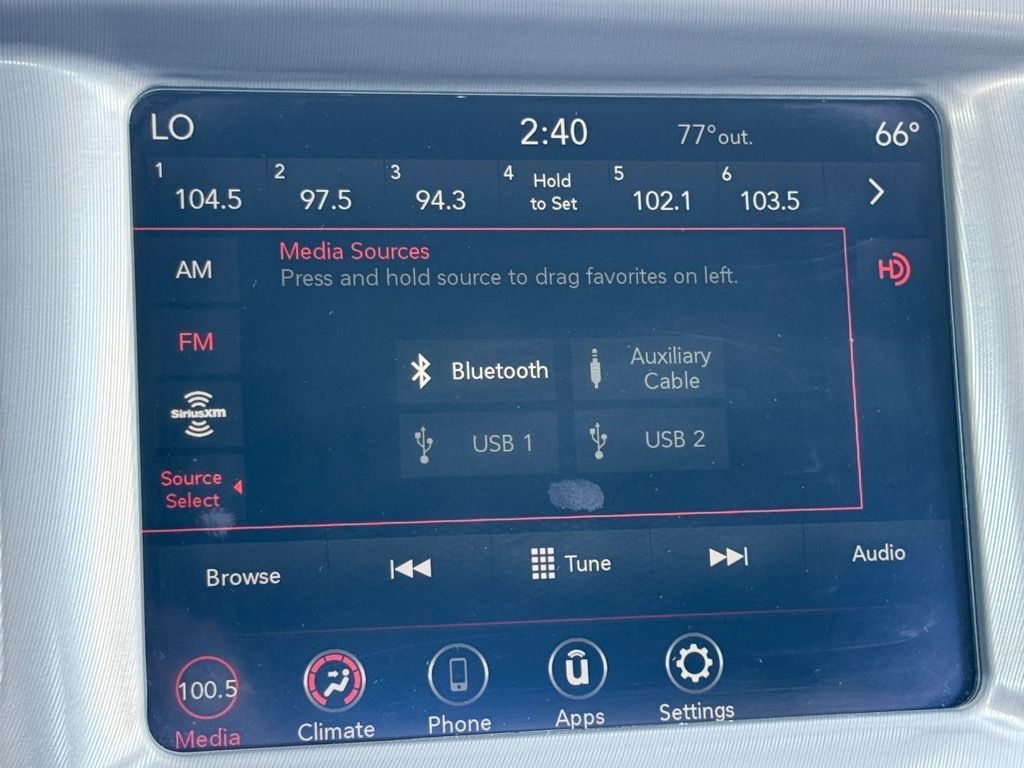 LO 2:40 77° out. 66°
1 104.5 2 97.5 3 94.3 4 Hold to Set 5 102.1 6 103.5
Media Sources
Press and hold source to drag favorites on left.
AM
HD
FM
Bluetooth
Auxiliary
Cable
SiriusXM
USB 1
USB 2
Source
Select
Browse
Tune
Audio
100.5
Media
Climate
Phone
Apps
Settings